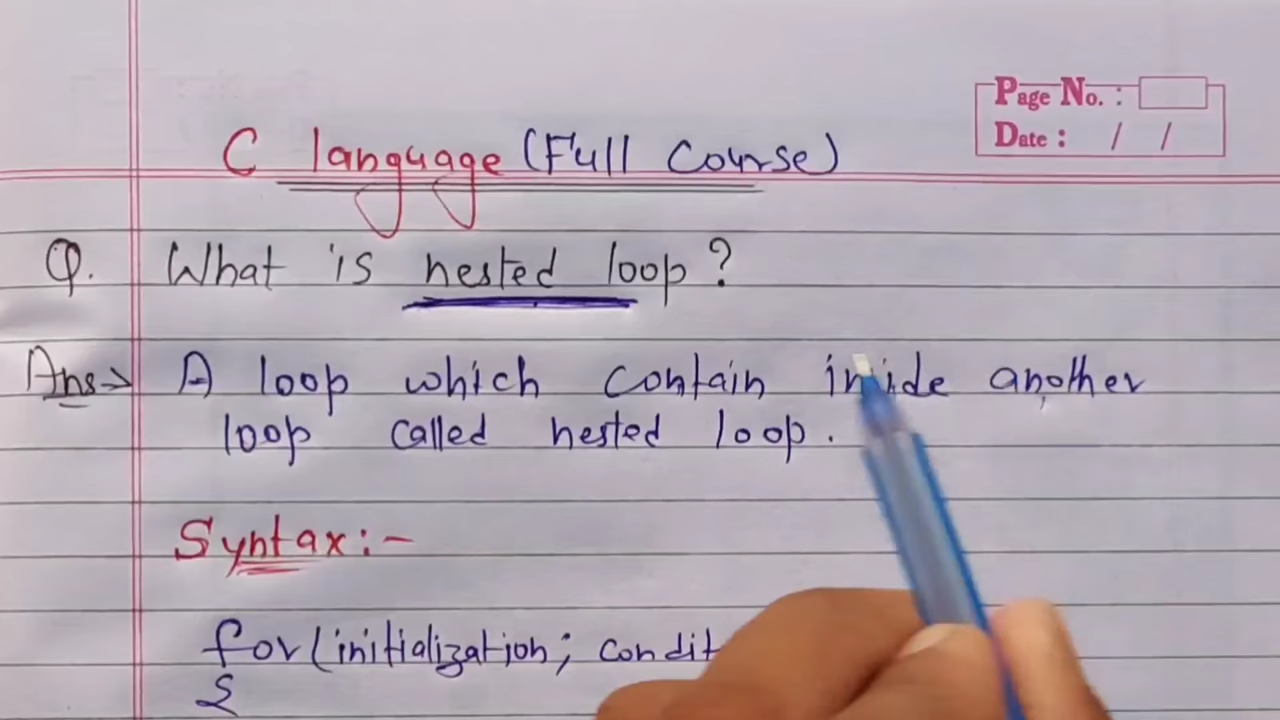 Page No. :
Date : / /
C language (Full Course)
Q. What is nested loop?
Ans-> A loop which contain inside another
loop called nested loop.
Syntax:-
for(initialization; condit
{